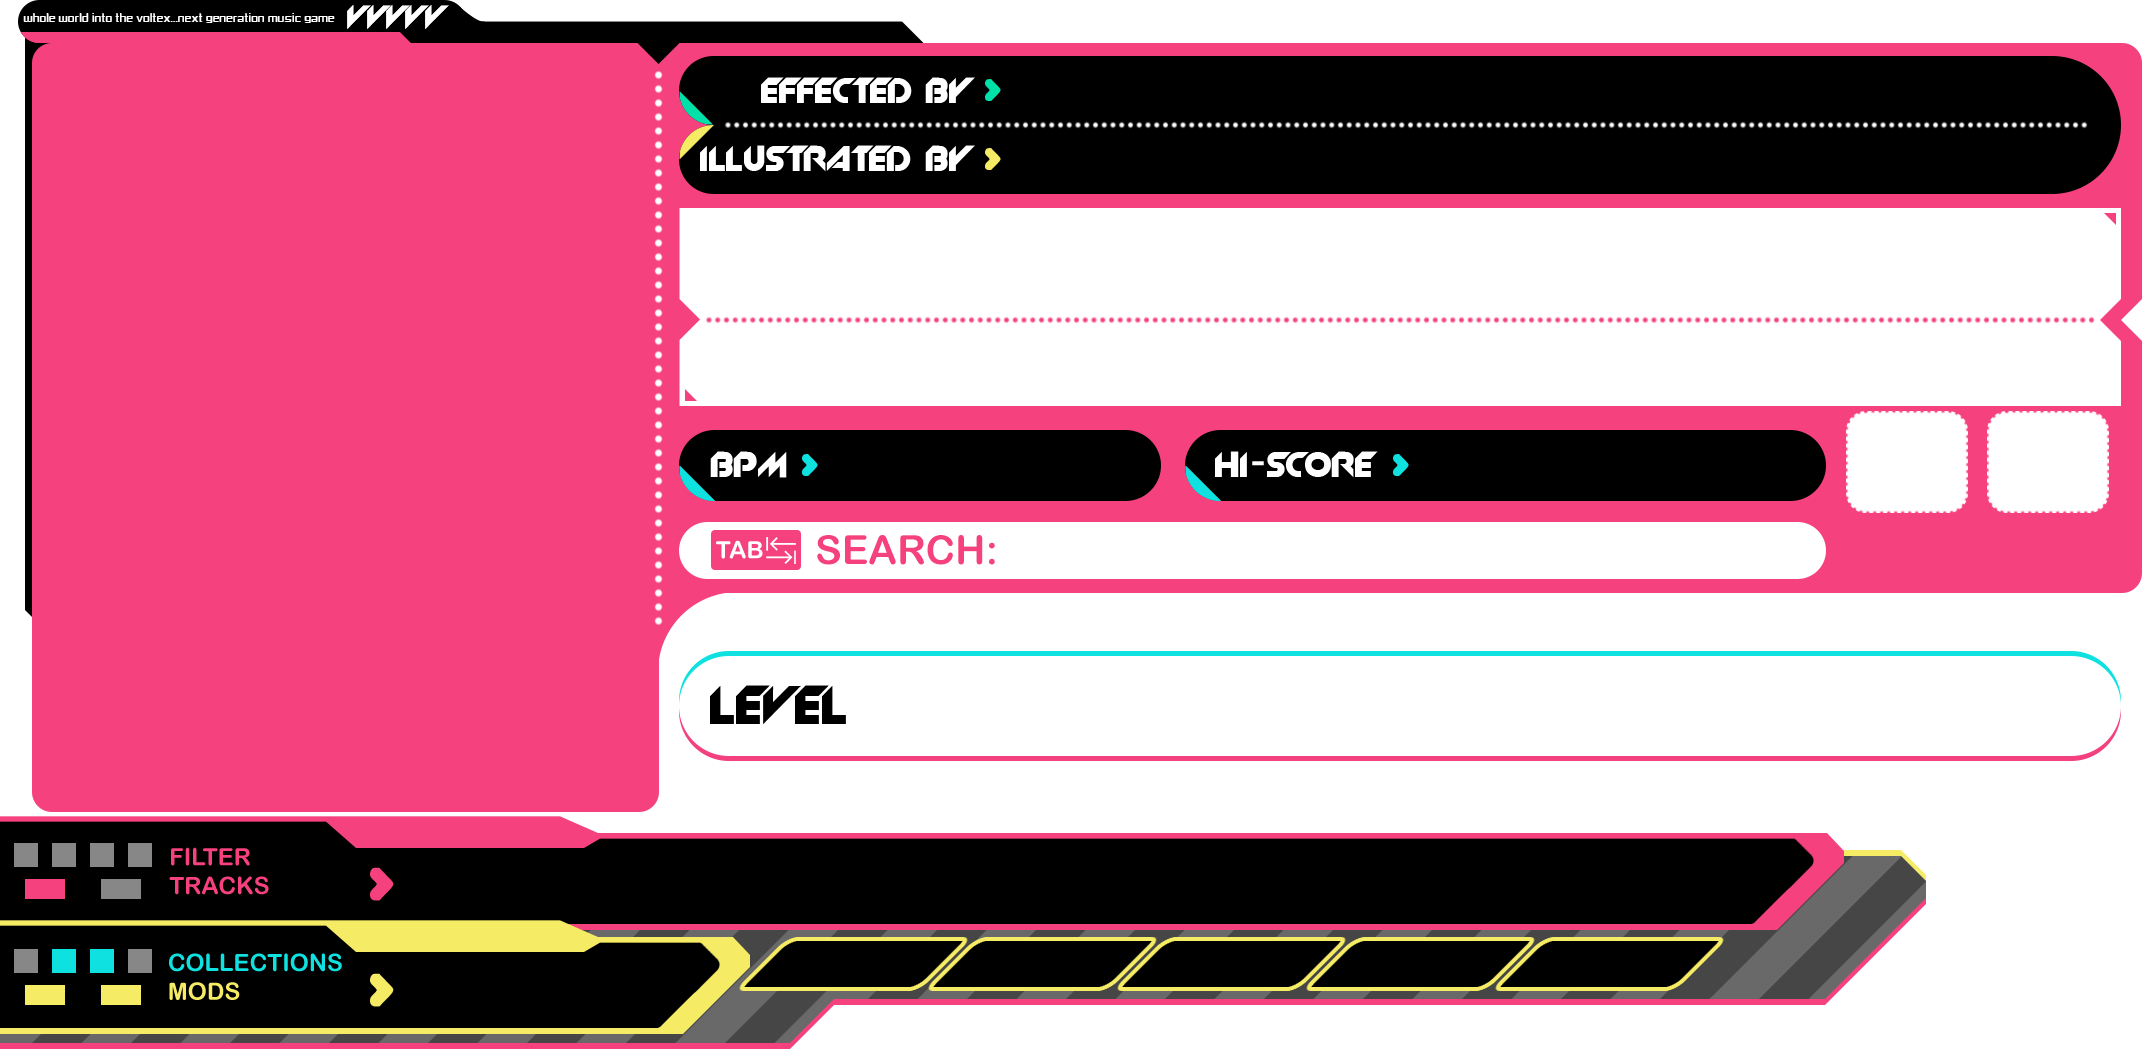 whole world into the voltex...next generation music game
EFFECTED BY
ILLUSTRATED BY
BPM
HI-SCORE
TAB SEARCH:
LEVEL
FILTER
TRACKS
COLLECTIONS
MODS